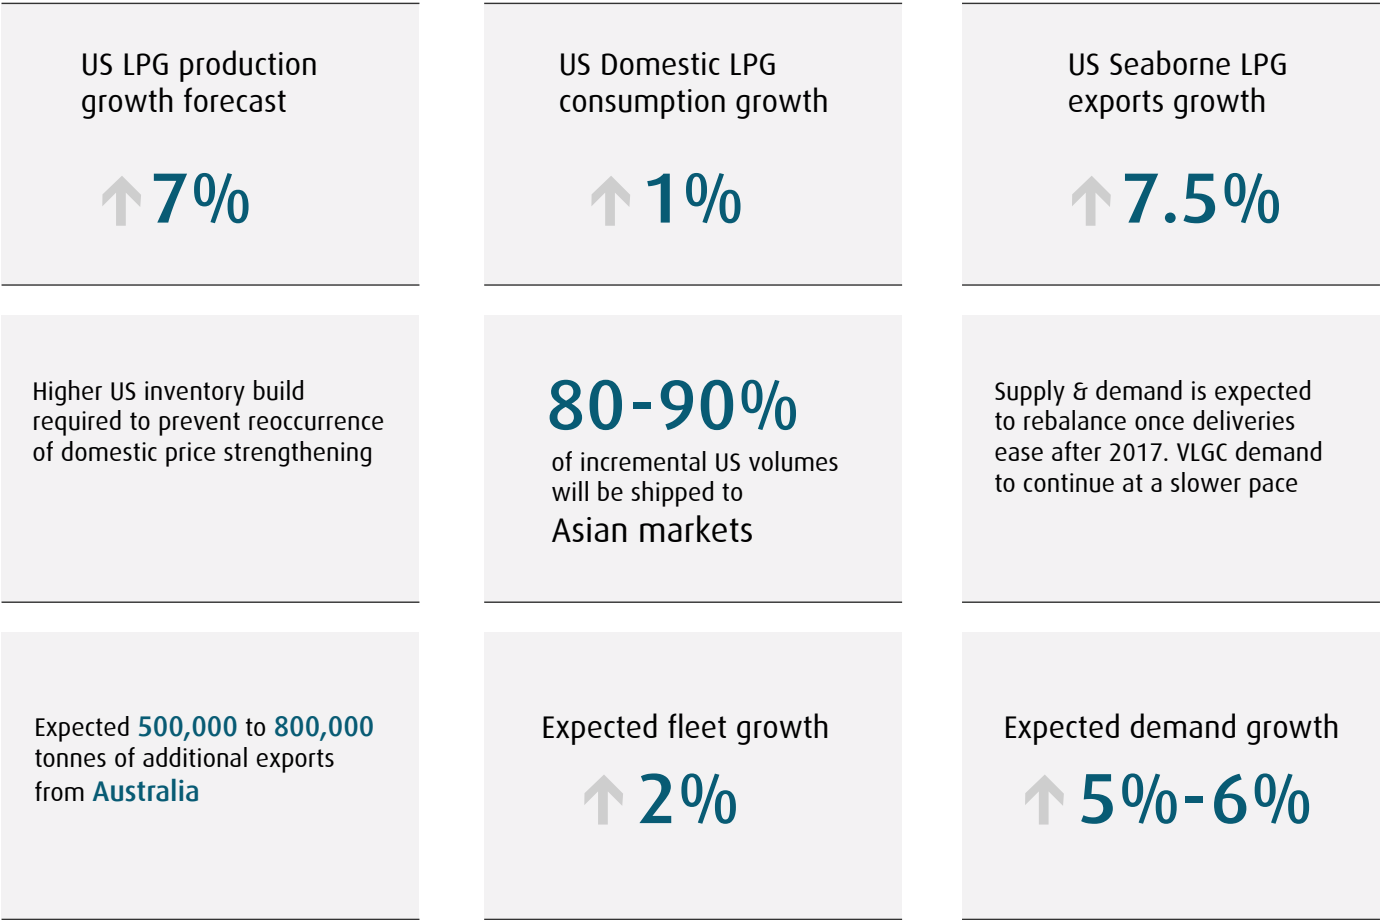 US LPG production
growth forecast
7%
US Domestic LPG
consumption growth
1%
US Seaborne LPG
exports growth
7.5%
Higher US inventory build
required to prevent reoccurrence
of domestic price strengthening
80-90%
of incremental US volumes
will be shipped to
Asian markets
Supply & demand is expected
to rebalance once deliveries
ease after 2017. VLGC demand
to continue at a slower pace
Expected 500,000 to 800,000
tonnes of additional exports
from Australia
Expected fleet growth
2%
Expected demand growth
5%-6%